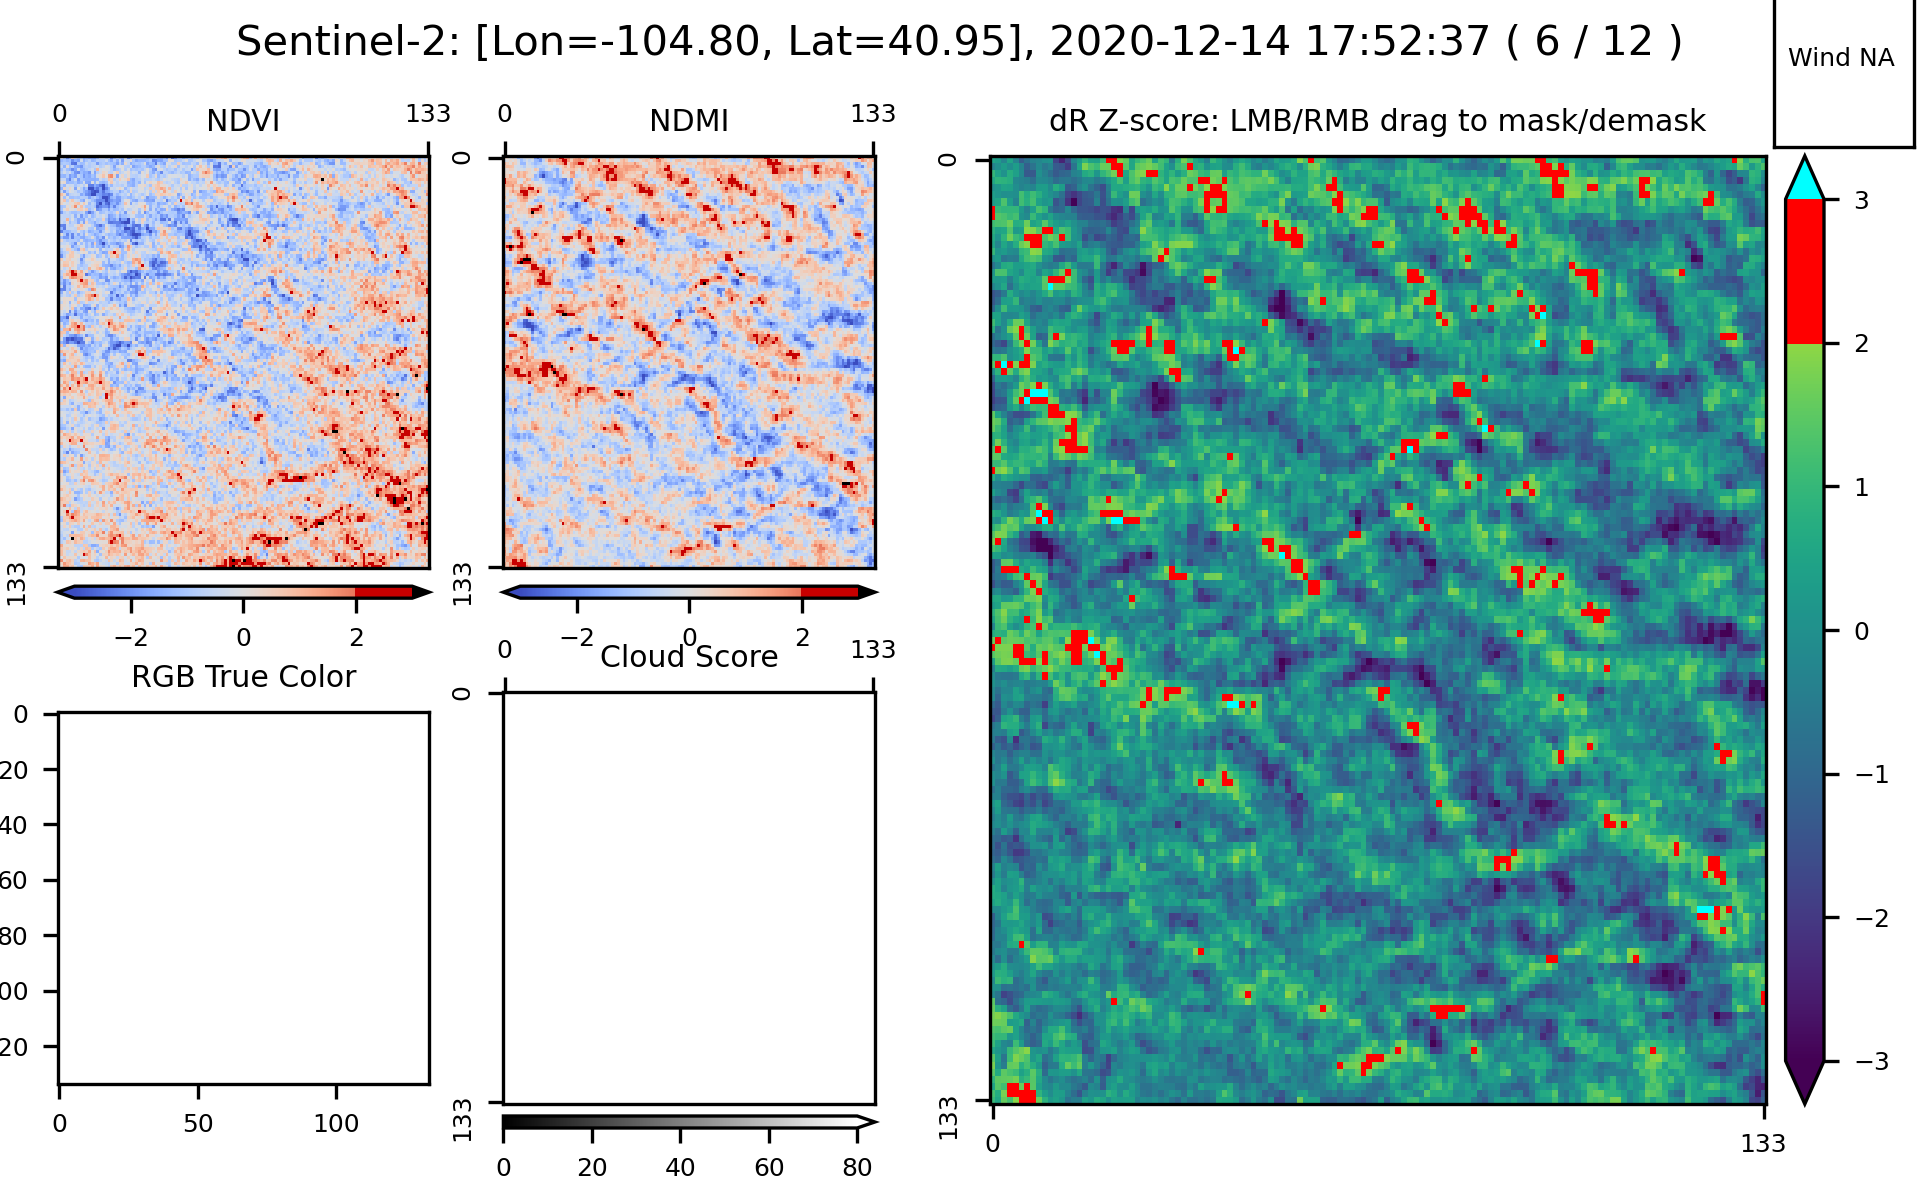 Sentinel-2: [Lon=-104.80, Lat=40.95], 2020-12-14 17:52:37 ( 6 / 12 )
Wind NA
0 NDVI 133
0 NDMI 133
dR Z-score: LMB/RMB drag to mask/demask
0
0
0
3
2
1
0
−1
−2
−3
133
133
−2 0 2
−2 0 2
RGB True Color
0 Cloud Score 133
0
0
20
40
60
80
00
20
0 50 100
133
0 20 40 60 80
133
0 133